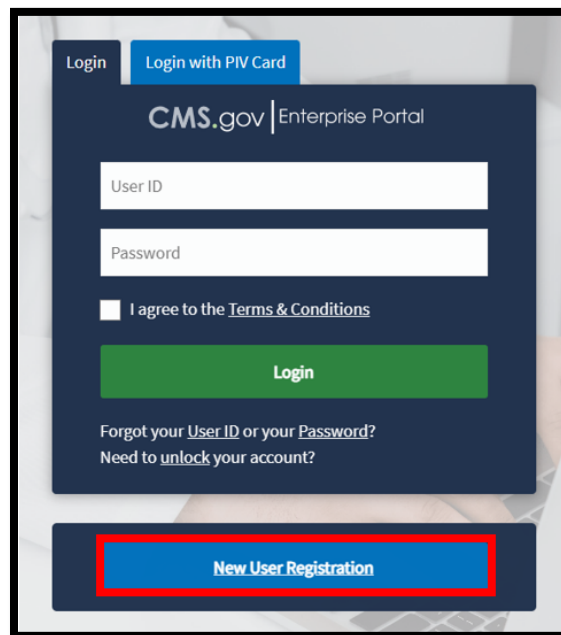 Login
Login with PIV Card
CMS.gov | Enterprise Portal
User ID
Password
I agree to the Terms & Conditions
Login
Forgot your User ID or your Password?
Need to unlock your account?
New User Registration